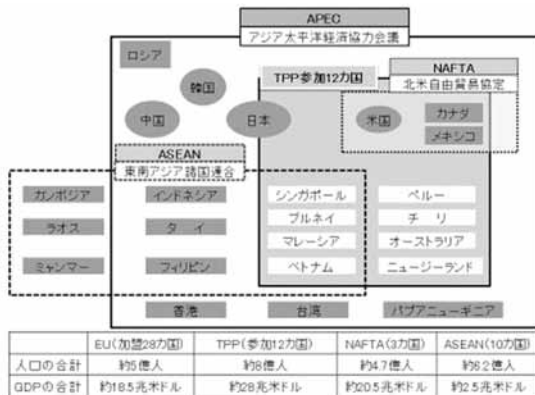 APEC
アジア太平洋経済協力会議
ロシア
韓国
中国
日本
TPP参加12カ国
NAFTA
北米自由貿易協定
米国
カナダ
メキシコ
ASEAN
東南アジア諸国連合
カンボジア
インドネシア
シンガポール
ペルー
ラオス
タ イ
ブルネイ
チ リ
マレーシア
オーストラリア
ミャンマー
フィリピン
ベトナム
ニュージーランド
香港
台湾
パプアニューギニア
EU(加盟28カ国) TPP(参加12カ国) NAFTA(3カ国) ASEAN(10カ国)
人口の合計 約5億人 約8億人 約4.7億人 約6.2億人
GDPの合計 約18.5兆米ドル 約28兆米ドル 約20.5兆米ドル 約2.5兆米ドル